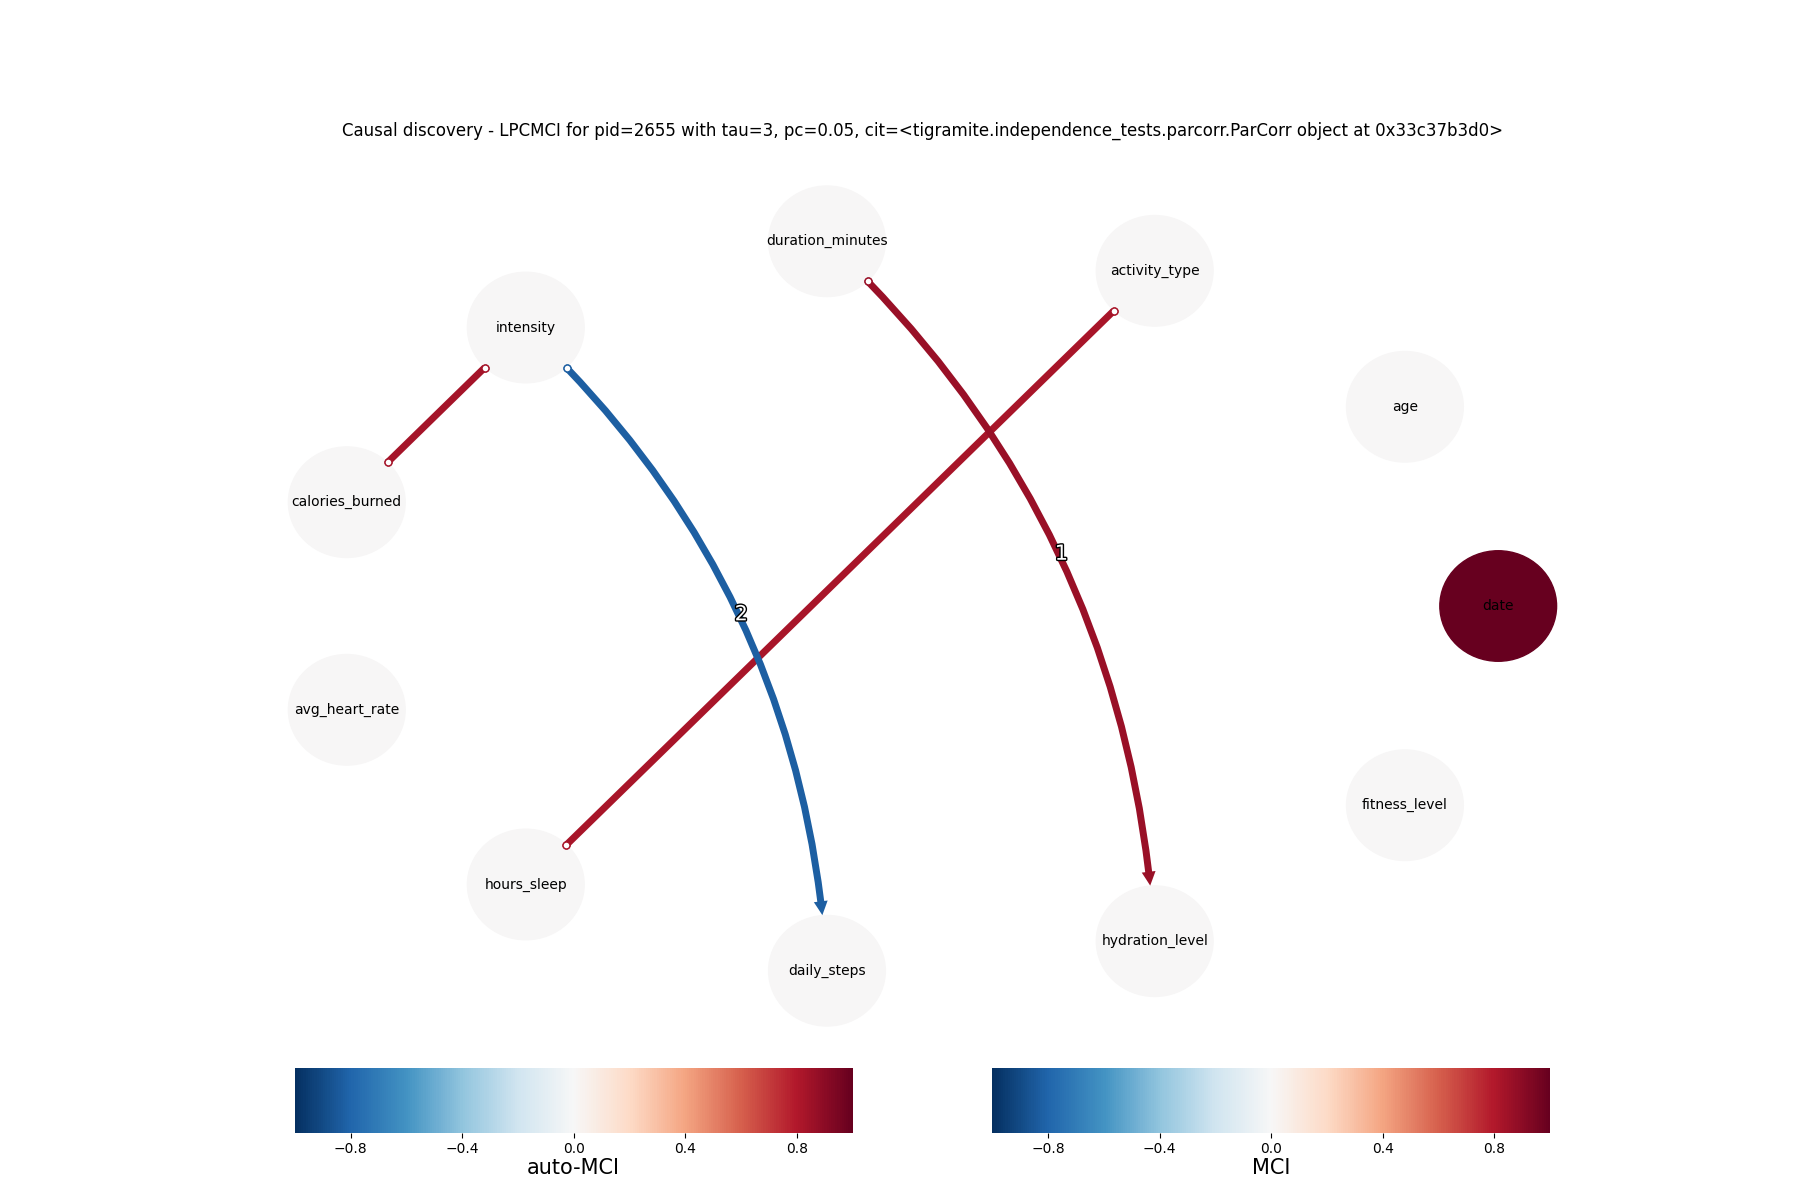 Causal discovery - LPCMCI for pid=2655 with tau=3, pc=0.05, cit=<tigramite.independence_tests.parcorr.ParCorr object at 0x33c37b3d0>
duration_minutes
activity_type
intensity
age
calories_burned
1
date
2
avg_heart_rate
fitness_level
hours_sleep
hydration_level
daily_steps
−0.8 −0.4 0.0 0.4 0.8
auto-MCI
−0.8 −0.4 0.0 0.4 0.8
MCI